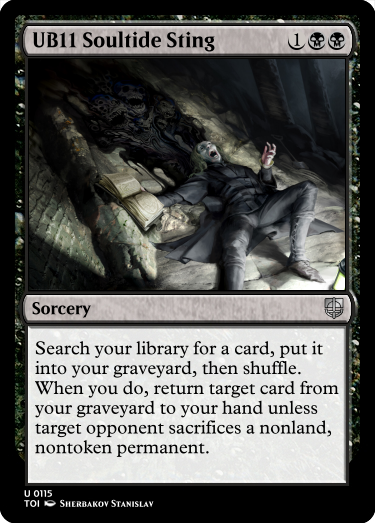 UB11 Soultide Sting 1
Sorcery
Search your library for a card, put it
into your graveyard, then shuffle.
When you do, return target card from
your graveyard to your hand unless
target opponent sacrifices a nonland,
nontoken permanent.
U 0115
TOI SHERBAKOV STANISLAV